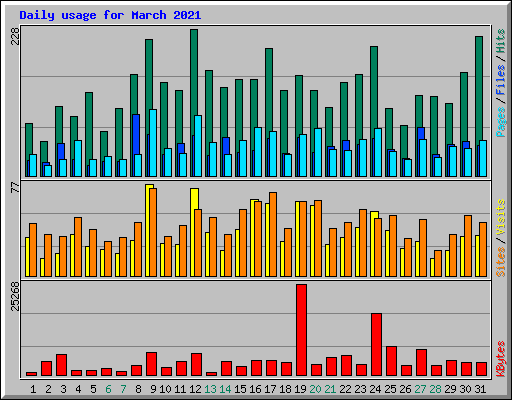 Daily usage for March 2021
228
Pages / Files / Hits
77
Sites / Visits
25268
KBytes
1 2 3 4 5 6 7 8 9 10 11 12 13 14 15 16 17 18 19 20 21 22 23 24 25 26 27 28 29 30 31